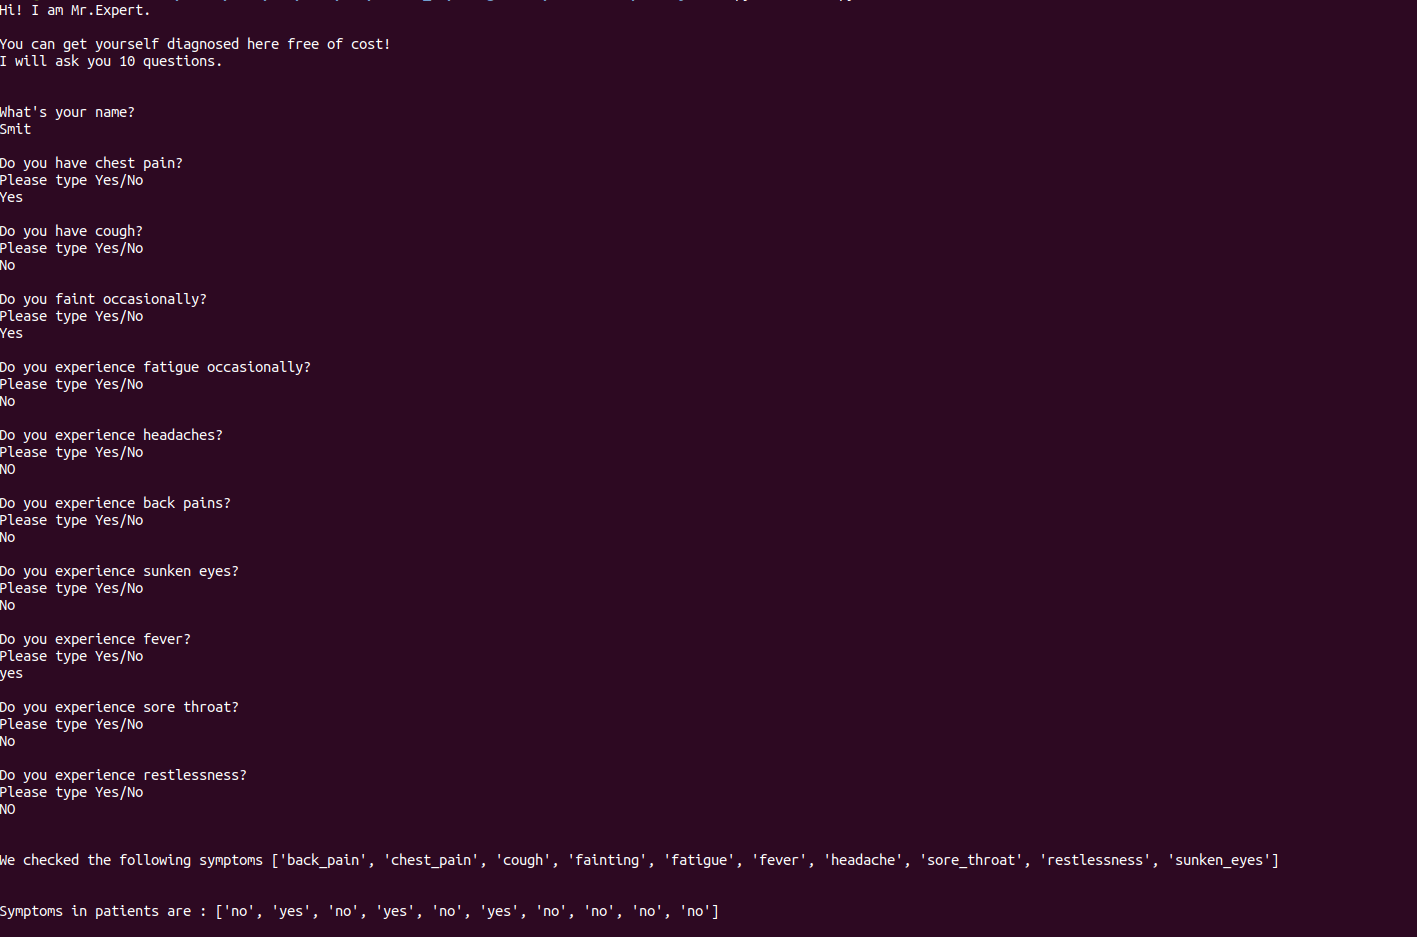 Hi! I am Mr.Expert.
You can get yourself diagnosed here free of cost!
I will ask you 10 questions.
What's your name?
Smit
Do you have chest pain?
Please type Yes/No
Yes
Do you have cough?
Please type Yes/No
No
Do you faint occasionally?
Please type Yes/No
Yes
Do you experience fatigue occasionally?
Please type Yes/No
No
Do you experience headaches?
Please type Yes/No
NO
Do you experience back pains?
Please type Yes/No
No
Do you experience sunken eyes?
Please type Yes/No
No
Do you experience fever?
Please type Yes/No
yes
Do you experience sore throat?
Please type Yes/No
No
Do you experience restlessness?
Please type Yes/No
NO
We checked the following symptoms ['back_pain', 'chest_pain', 'cough', 'fainting', 'fatigue', 'fever', 'headache', 'sore_throat', 'restlessness', 'sunken_eyes']
Symptoms in patients are : ['no', 'yes', 'no', 'yes', 'no', 'yes', 'no', 'no', 'no', 'no']